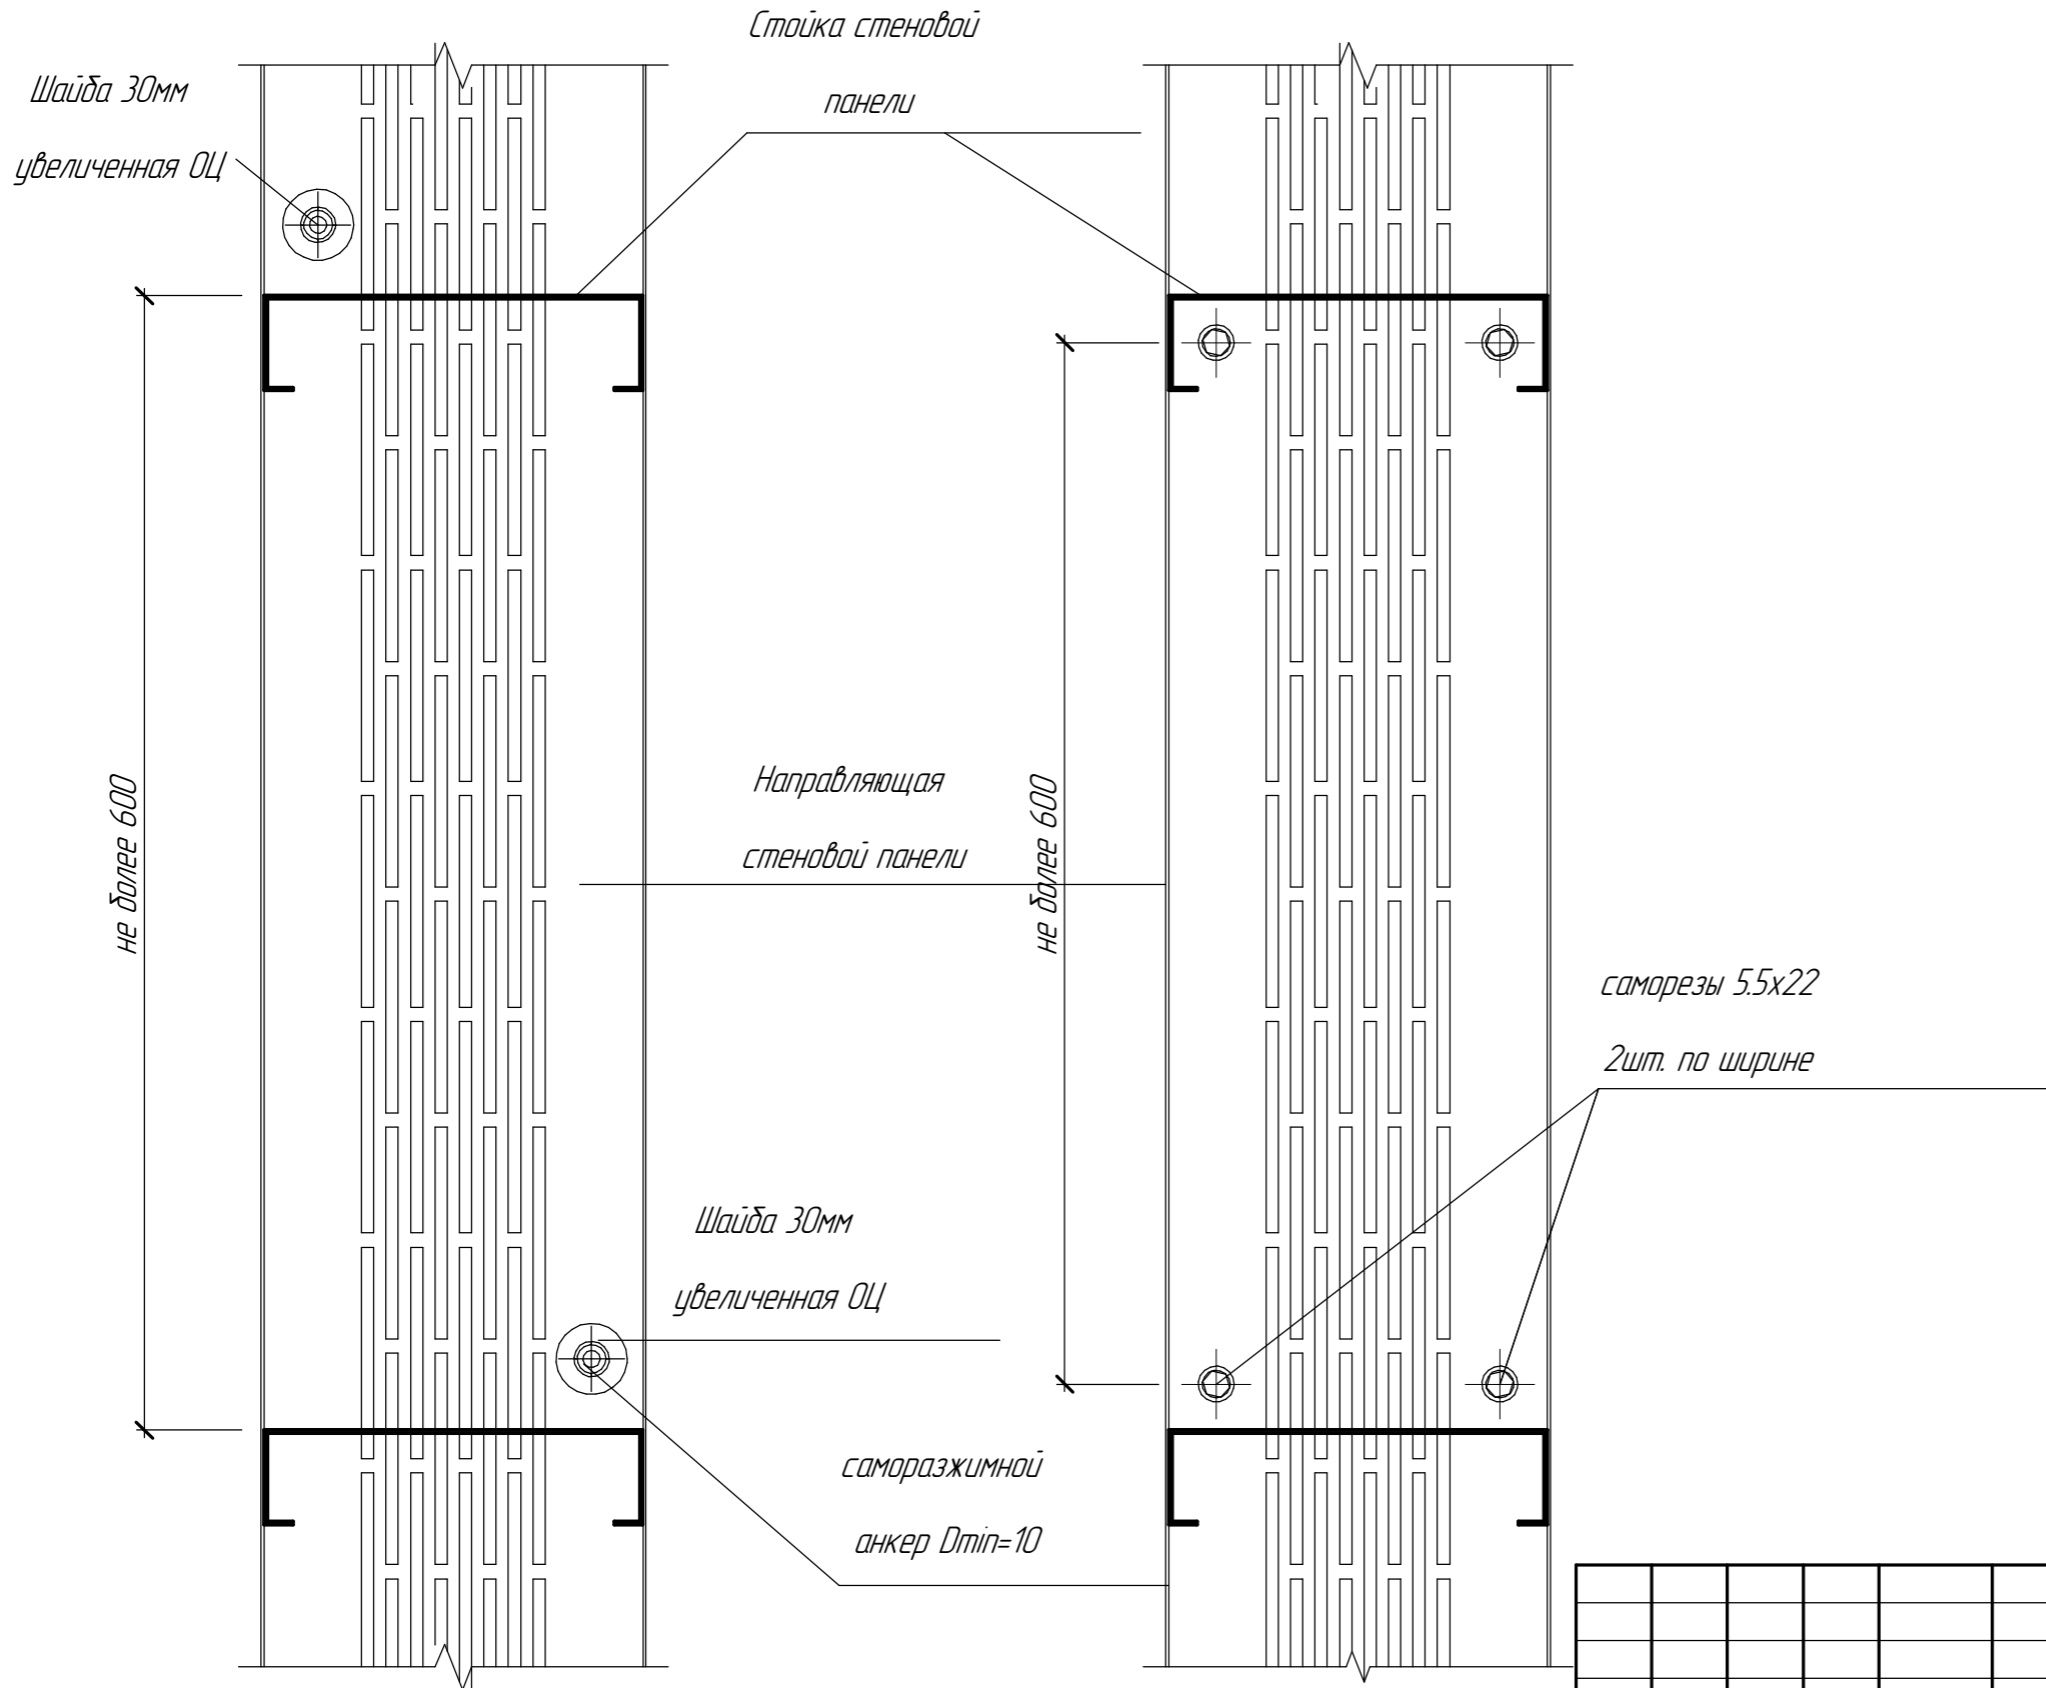 Стойка стеновой
панели
Шайба 30мм
увеличенная ОЦ
не более 600
Направляющая
стеновой панели
не более 600
саморезы 5.5х22
2шт. по ширине
Шайба 30мм
увеличенная ОЦ
саморазжимной
анкер Dmin=10